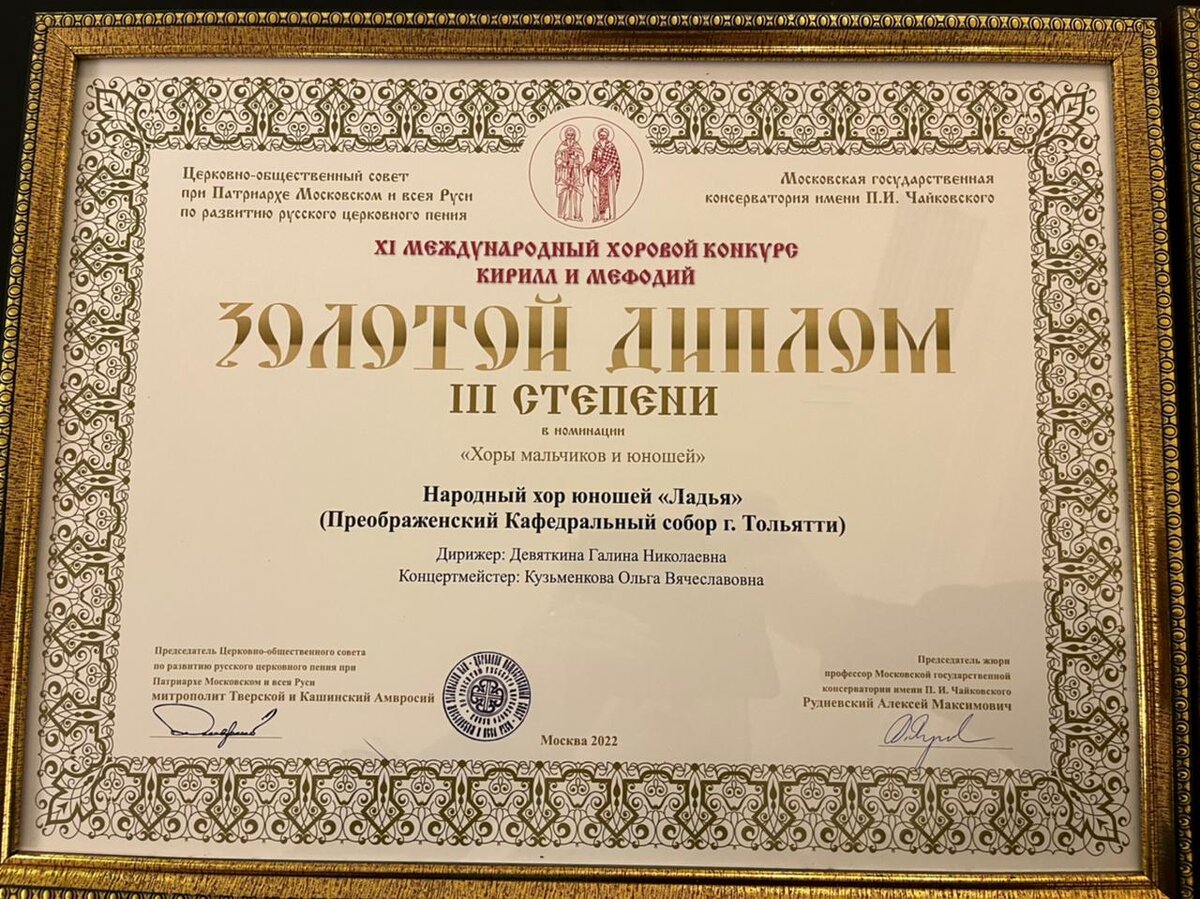 Церковно-общественный совет
при Патриархе Московском и всея Руси
по развитию русского церковного пения
Московская государственная
консерватория имени П.И. Чайковского
XI МЕЖДУНАРОДНЫЙ ХОРОВОЙ КОНКУРС
КИРИЛЛ И МЕФОДИЙ
ЗОЛОТОЙ ДИПЛОМ
III СТЕПЕНИ
в номинации
«Хоры мальчиков и юношей»
Народный хор юношей «Ладья»
(Преображенский Кафедральный собор г. Тольятти)
Дирижер: Девяткина Галина Николаевна
Концертмейстер: Кузьменкова Ольга Вячеславовна
Председатель Церковно-общественного совета
по развитию русского церковного пения при
Патриархе Московском и всея Руси
митрополит Тверской и Кашинский Амвросий
Председатель жюри
профессор Московской государственной
консерватории имени П. И. Чайковского
Рудневский Алексей Максимович
Москва 2022